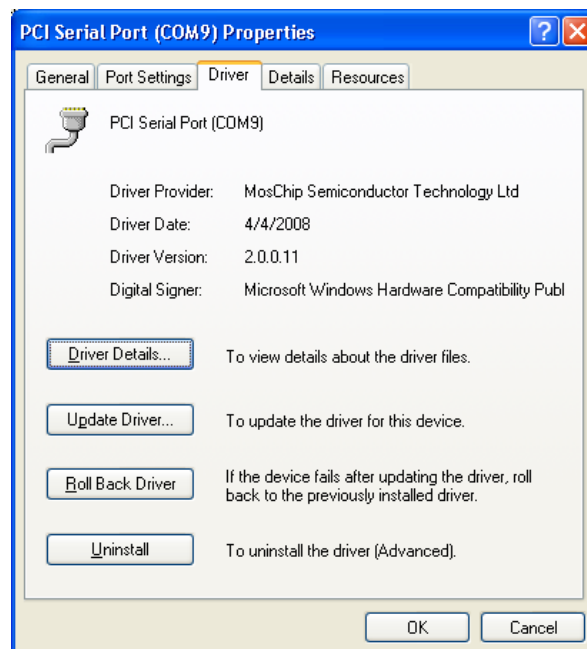 PCI Serial Port (COM9) Properties
General Port Settings Driver Details Resources
PCI Serial Port (COM9)
Driver Provider: MosChip Semiconductor Technology Ltd
Driver Date: 4/4/2008
Driver Version: 2.0.0.11
Digital Signer: Microsoft Windows Hardware Compatibility Publ
Driver Details... To view details about the driver files.
Update Driver... To update the driver for this device.
Roll Back Driver If the device fails after updating the driver, roll
back to the previously installed driver.
Uninstall To uninstall the driver (Advanced).
OK Cancel